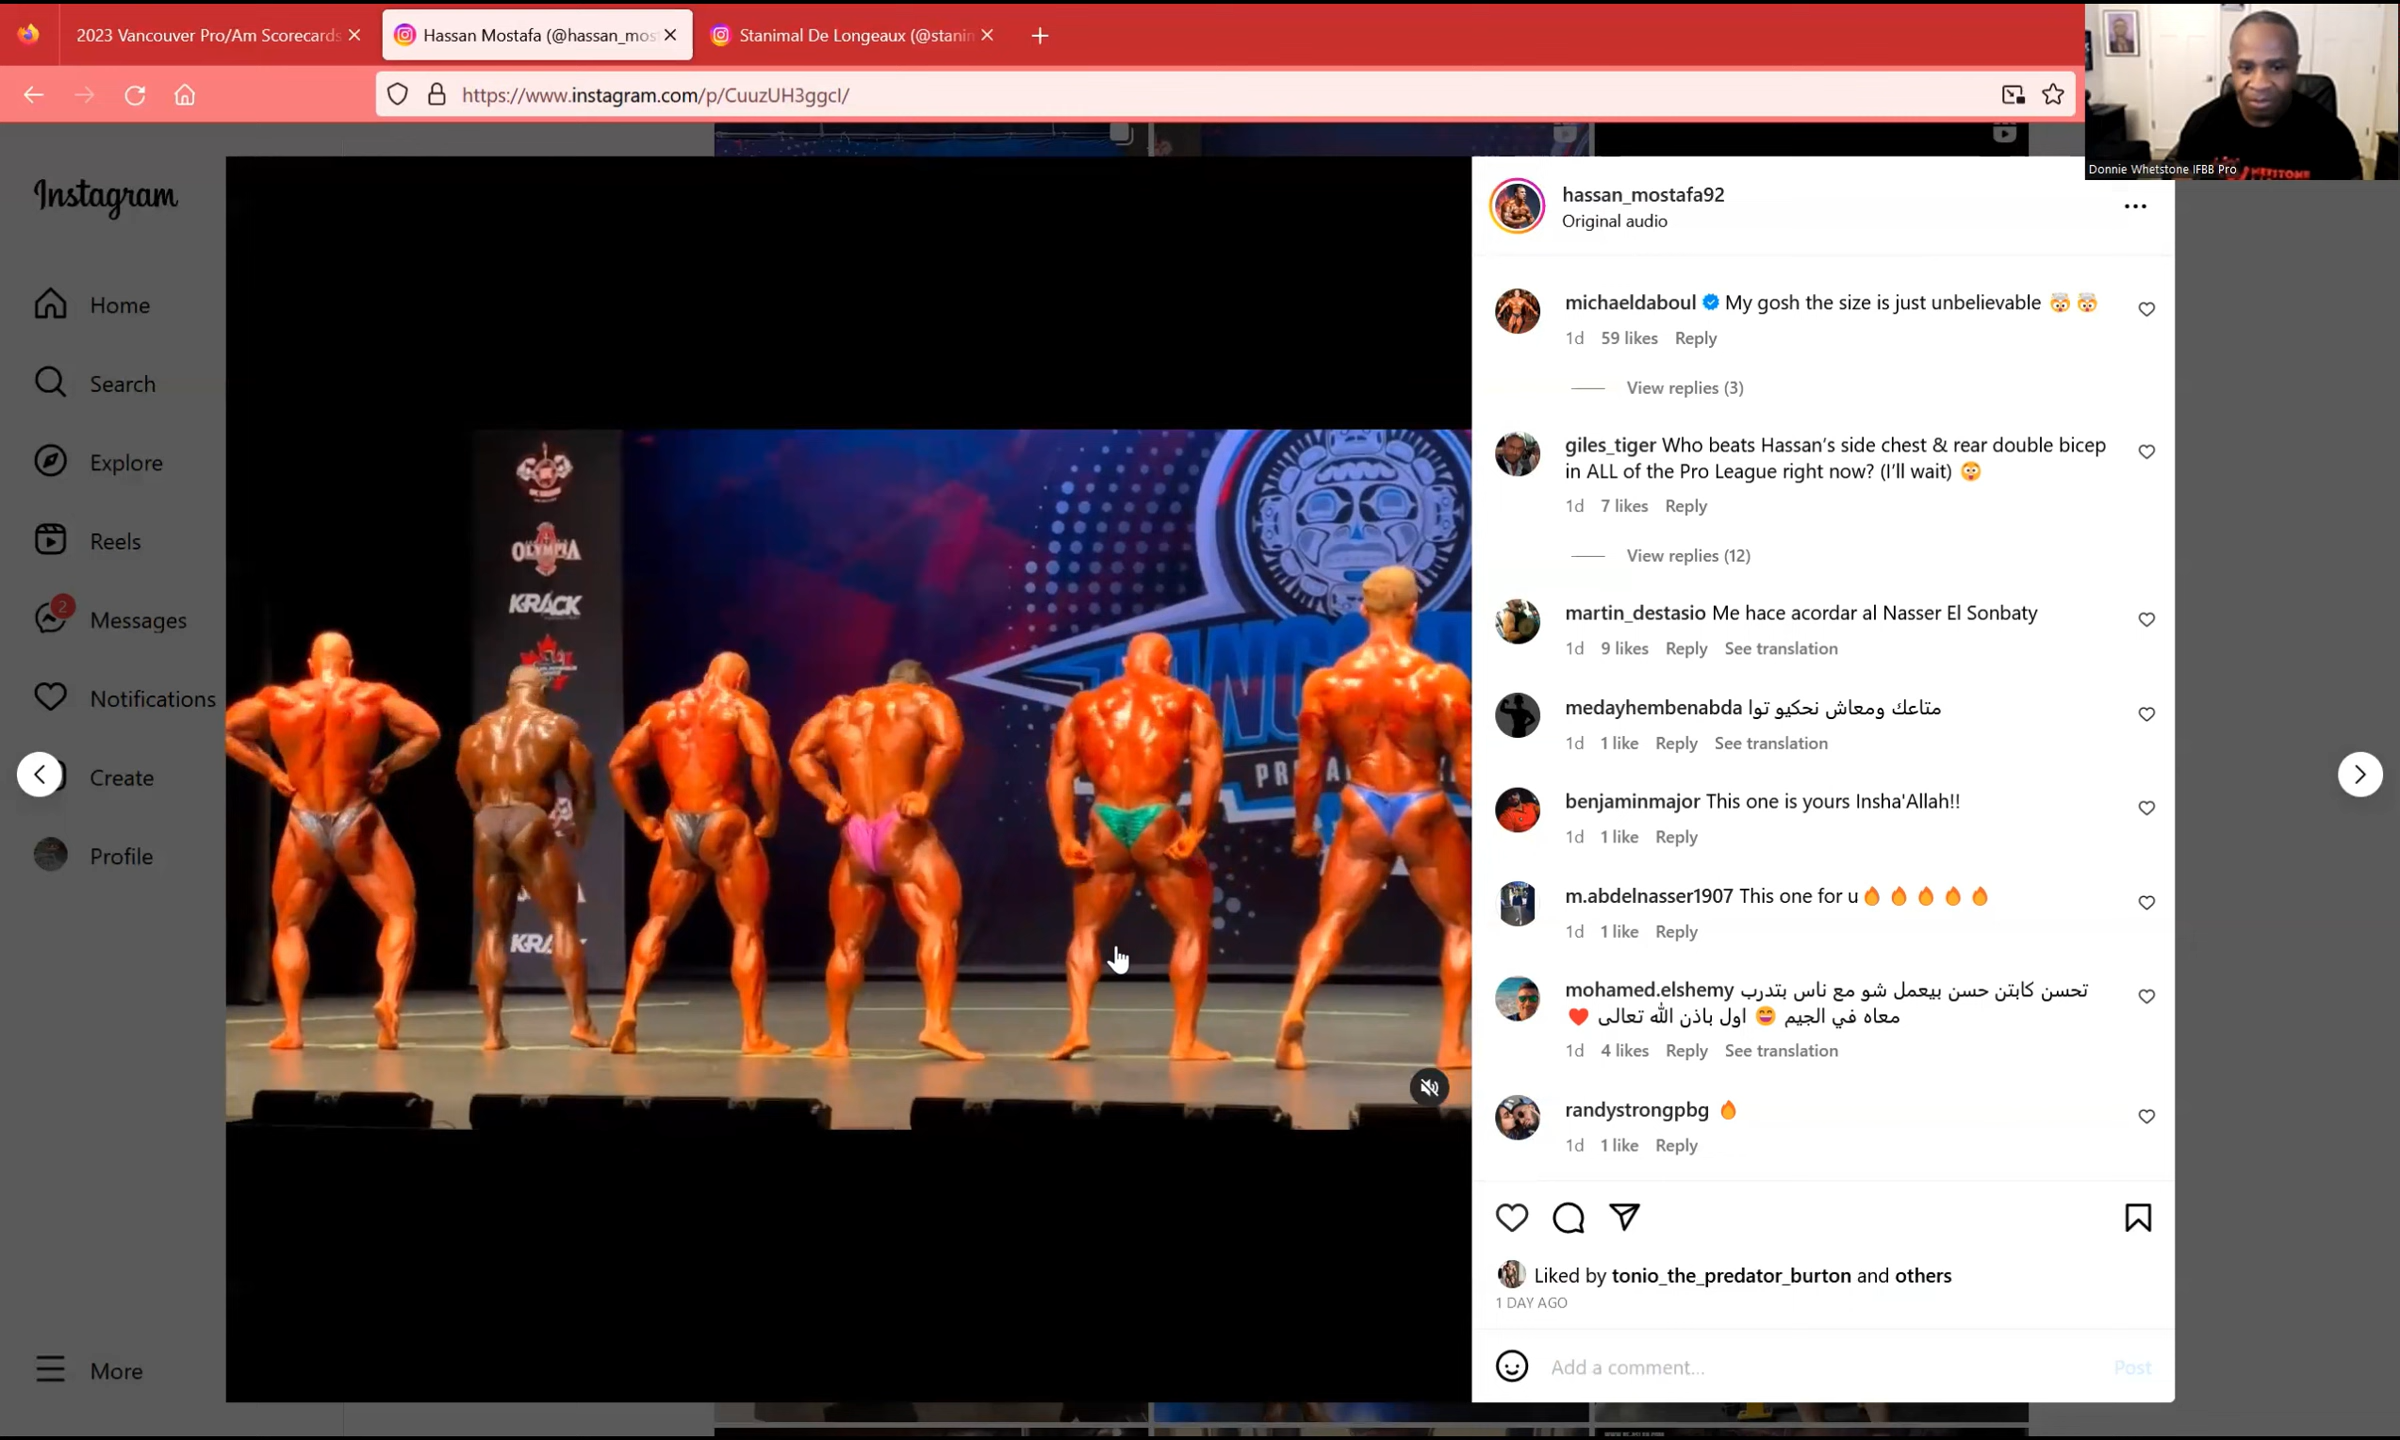 2023 Vancouver Pro/Am Scorecards
Hassan Mostafa (@hassan_mos
Stanimal De Longeaux (@stanin
https://www.instagram.com/p/CuuzUH3ggcI/
Donnie Whetstone IFBB Pro
Instagram
Home
Search
Explore
Reels
2
Messages
Notifications
Create
Profile
More
OLYMPIA
KRACK
hassan_mostafa92
Original audio
michaeldaboul My gosh the size is just unbelievable 🤯 🤯
1d 59 likes Reply
View replies (3)
giles_tiger Who beats Hassan’s side chest & rear double bicep
in ALL of the Pro League right now? (I’ll wait) 😳
1d 7 likes Reply
View replies (12)
martin_destasio Me hace acordar al Nasser El Sonbaty
1d 9 likes Reply See translation
medayhembenabda متاعك ومعاش نحكيو توا
1d 1 like Reply See translation
benjaminmajor This one is yours Insha'Allah!!
1d 1 like Reply
m.abdelnasser1907 This one for u🔥 🔥 🔥 🔥 🔥
1d 1 like Reply
mohamed.elshemy تحسن كابتن حسن بيعمل شو مع ناس بتدرب
معاه في الجيم 😄 اول باذن الله تعالى ❤️
1d 4 likes Reply See translation
randystrongpbg 🔥
1d 1 like Reply
Liked by tonio_the_predator_burton and others
1 DAY AGO
Add a comment...
Post